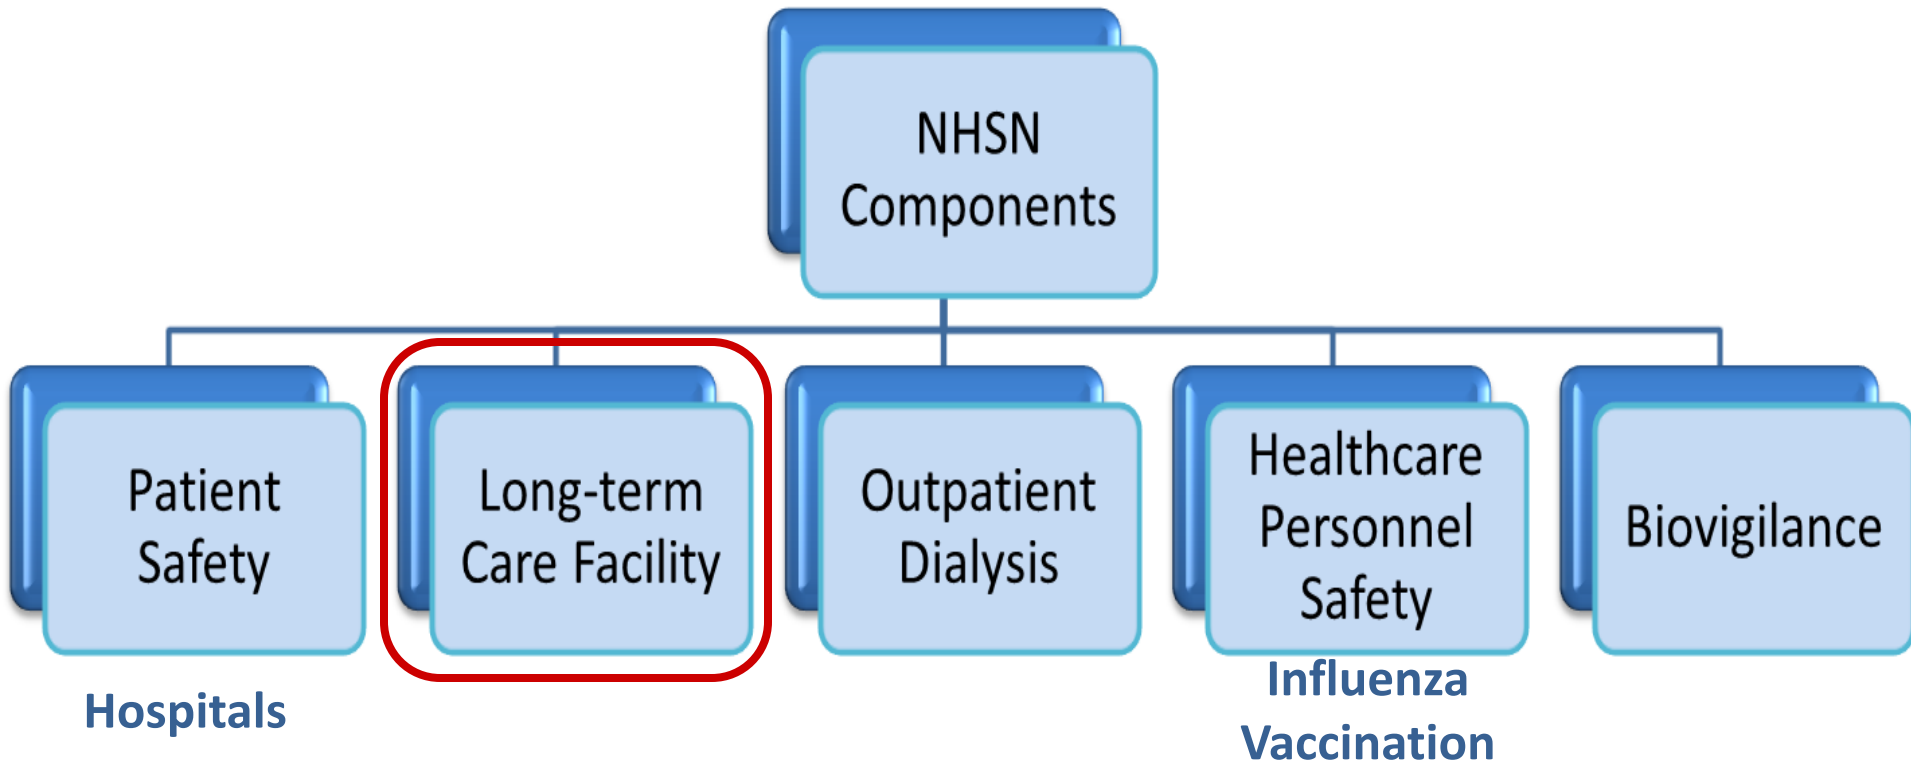 NHSN
Components
Patient
Safety
Long-term
Care Facility
Outpatient
Dialysis
Healthcare
Personnel
Safety
Biovigilance
Hospitals
Influenza
Vaccination